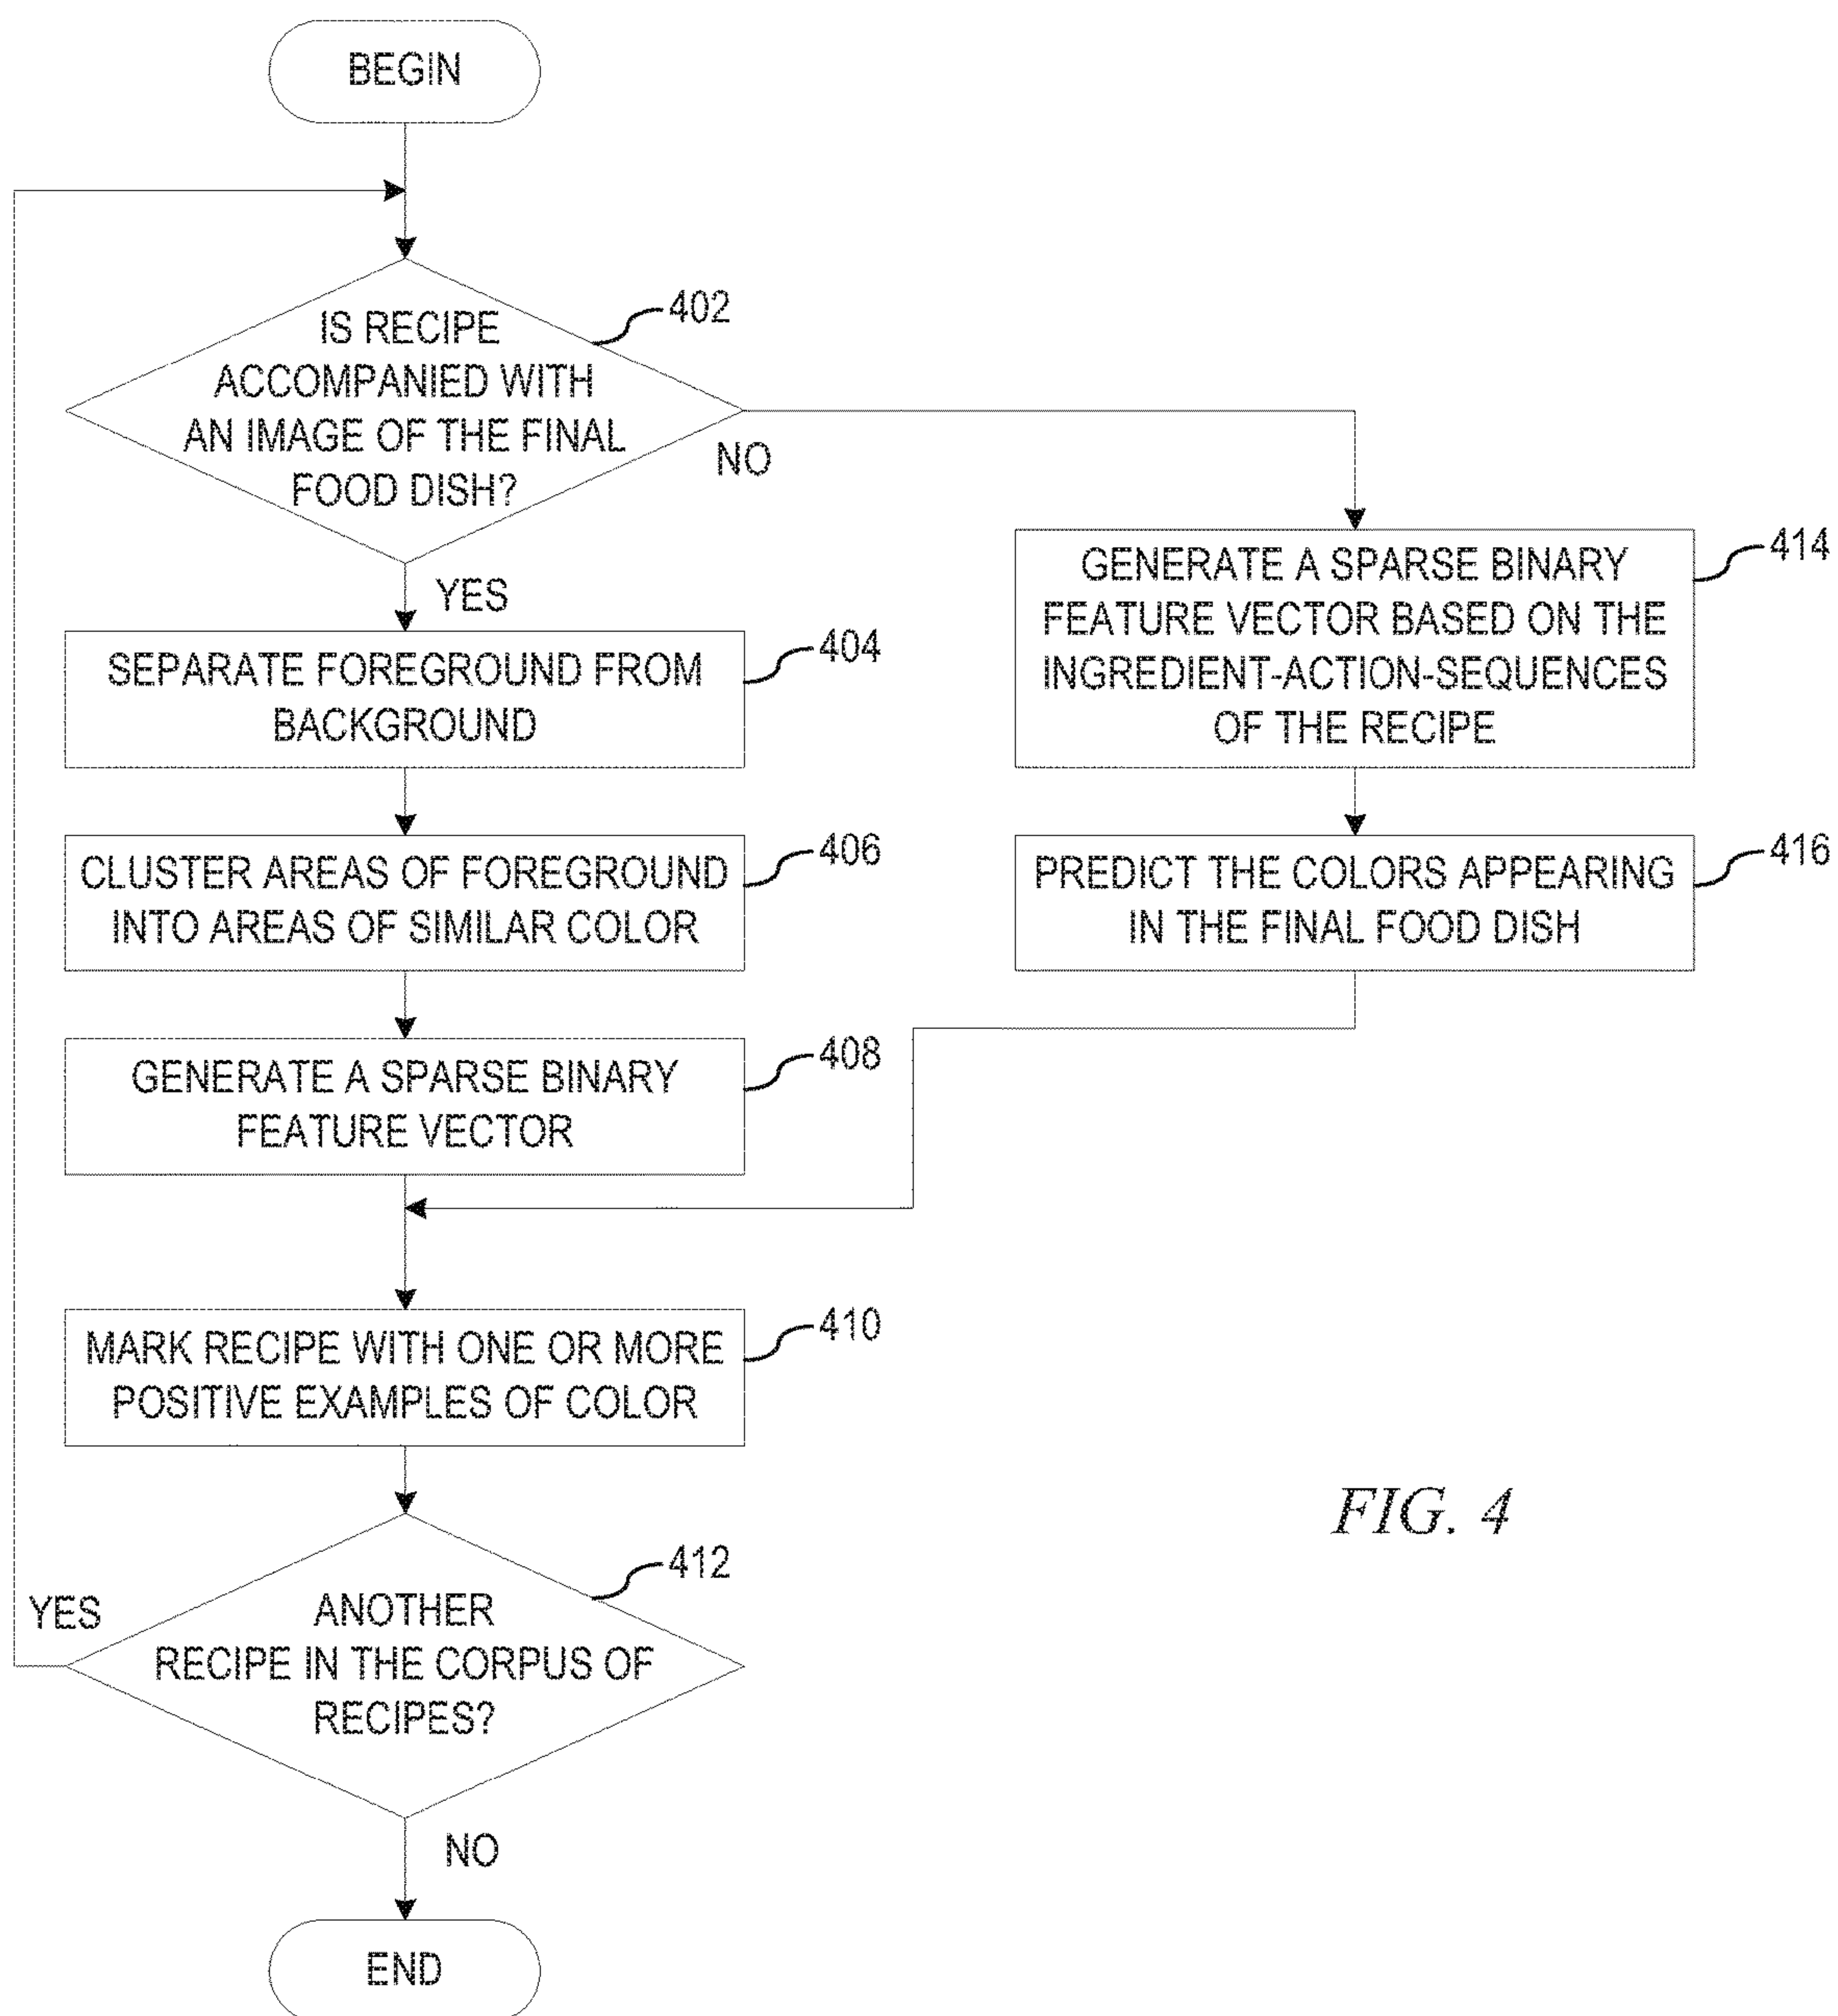 BEGIN
402
IS RECIPE
ACCOMPANIED WITH
AN IMAGE OF THE FINAL
FOOD DISH?
NO
YES
414
GENERATE A SPARSE BINARY
FEATURE VECTOR BASED ON THE
INGREDIENT-ACTION-SEQUENCES
OF THE RECIPE
404
SEPARATE FOREGROUND FROM
BACKGROUND
406
CLUSTER AREAS OF FOREGROUND
INTO AREAS OF SIMILAR COLOR
416
PREDICT THE COLORS APPEARING
IN THE FINAL FOOD DISH
408
GENERATE A SPARSE BINARY
FEATURE VECTOR
410
MARK RECIPE WITH ONE OR MORE
POSITIVE EXAMPLES OF COLOR
412
YES
ANOTHER
RECIPE IN THE CORPUS OF
RECIPES?
NO
END
FIG. 4